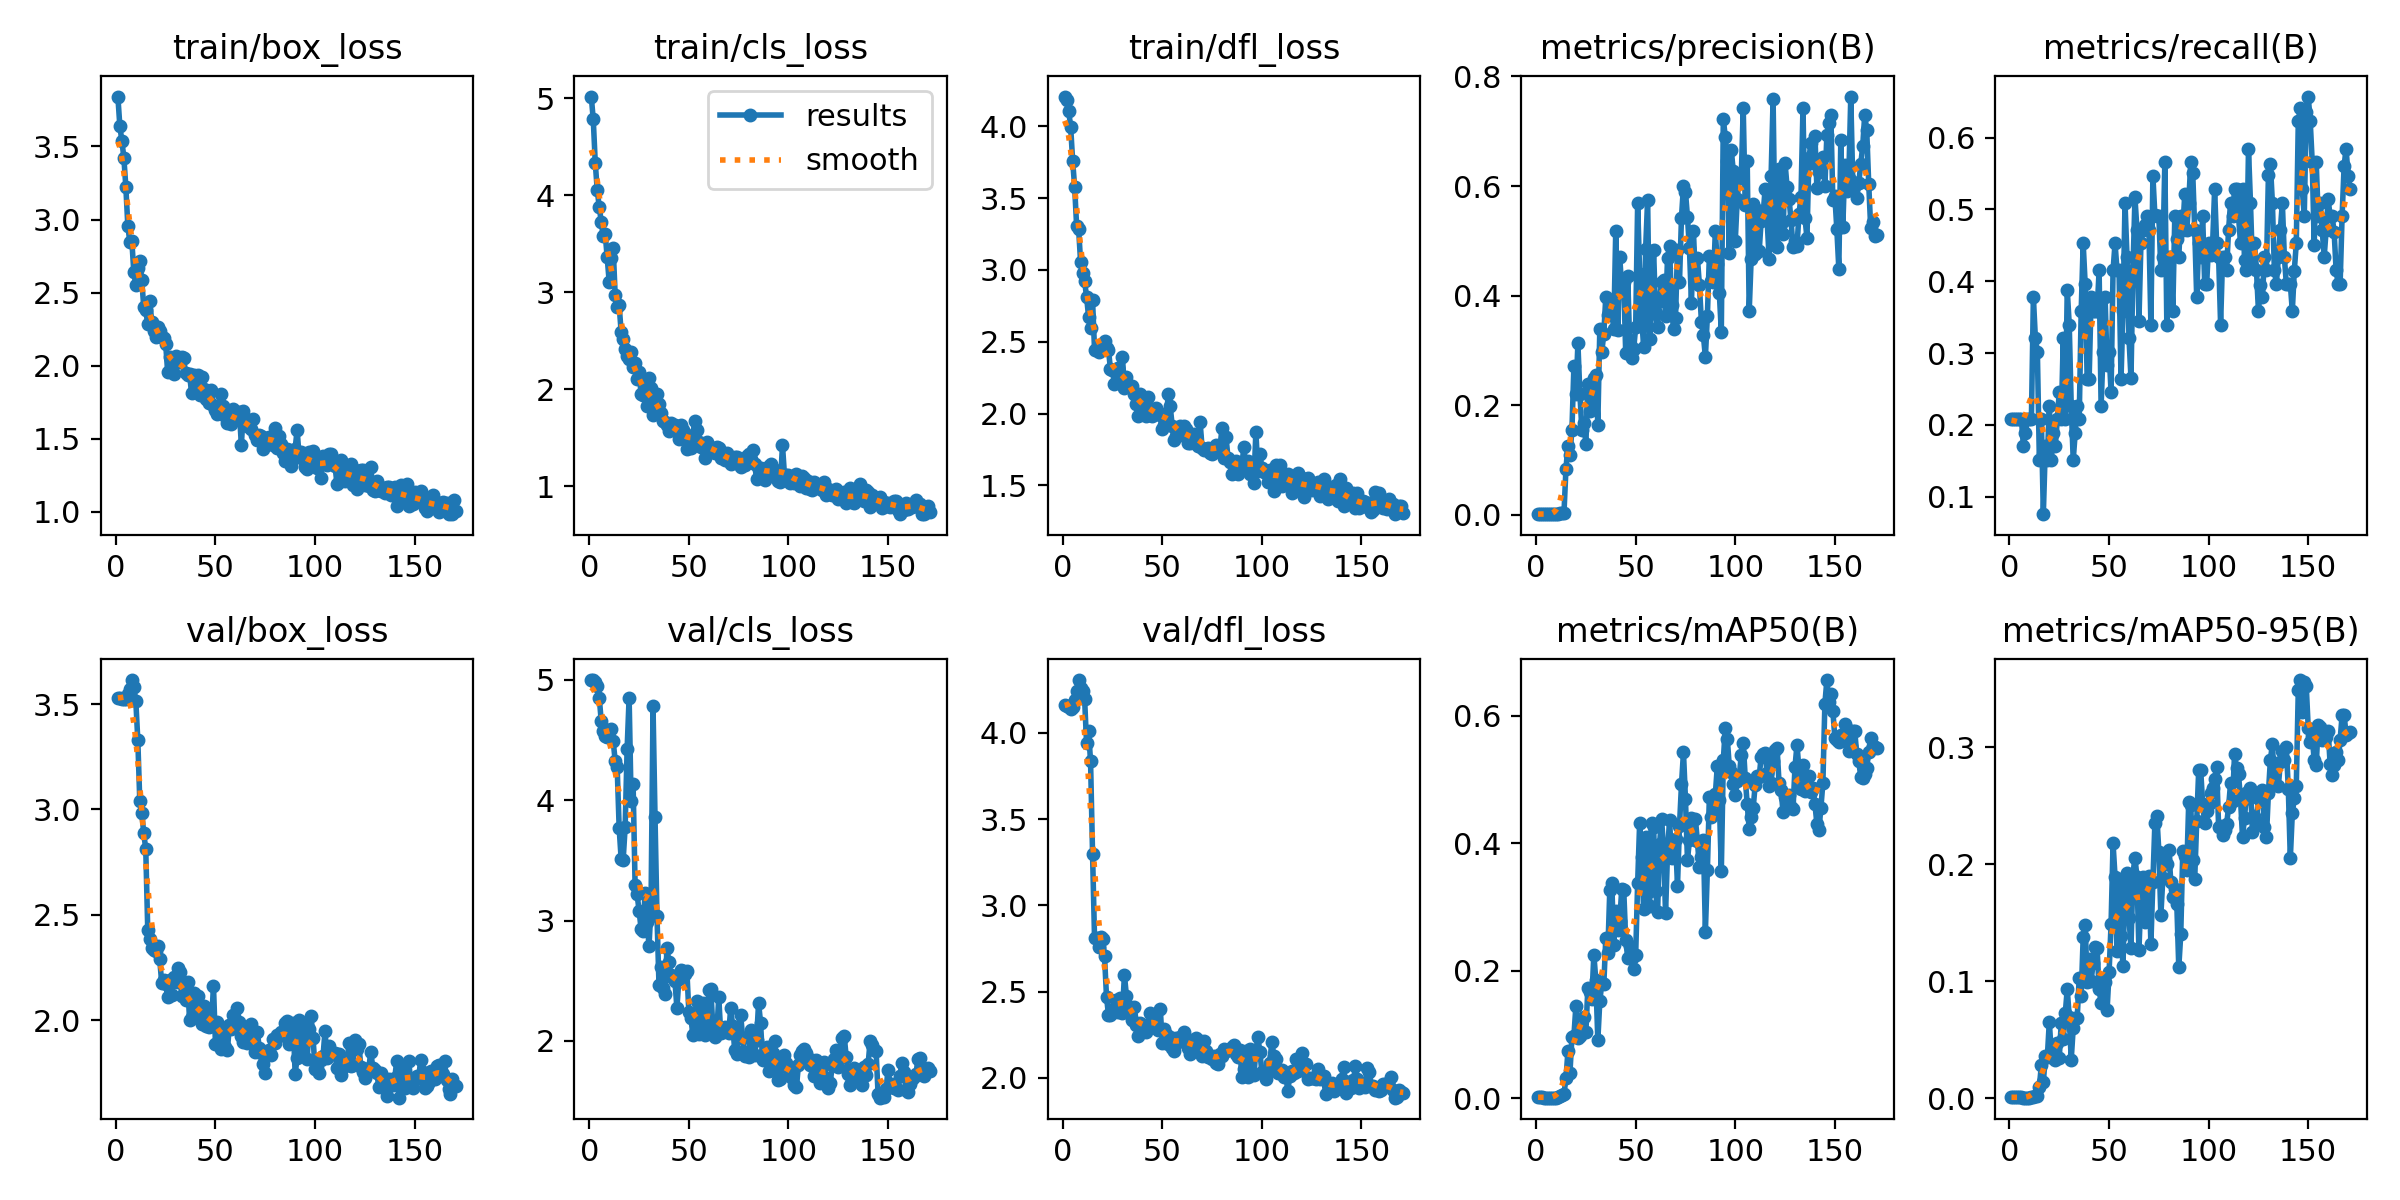 train/box_loss
3.5
3.0
2.5
2.0
1.5
1.0
0 50 100 150
train/cls_loss
results
smooth
5
4
3
2
1
0 50 100 150
train/dfl_loss
4.0
3.5
3.0
2.5
2.0
1.5
0 50 100 150
metrics/precision(B)
0.8
0.6
0.4
0.2
0.0
0 50 100 150
metrics/recall(B)
0.6
0.5
0.4
0.3
0.2
0.1
0 50 100 150
val/box_loss
3.5
3.0
2.5
2.0
0 50 100 150
val/cls_loss
5
4
3
2
0 50 100 150
val/dfl_loss
4.0
3.5
3.0
2.5
2.0
0 50 100 150
metrics/mAP50(B)
0.6
0.4
0.2
0.0
0 50 100 150
metrics/mAP50-95(B)
0.3
0.2
0.1
0.0
0 50 100 150